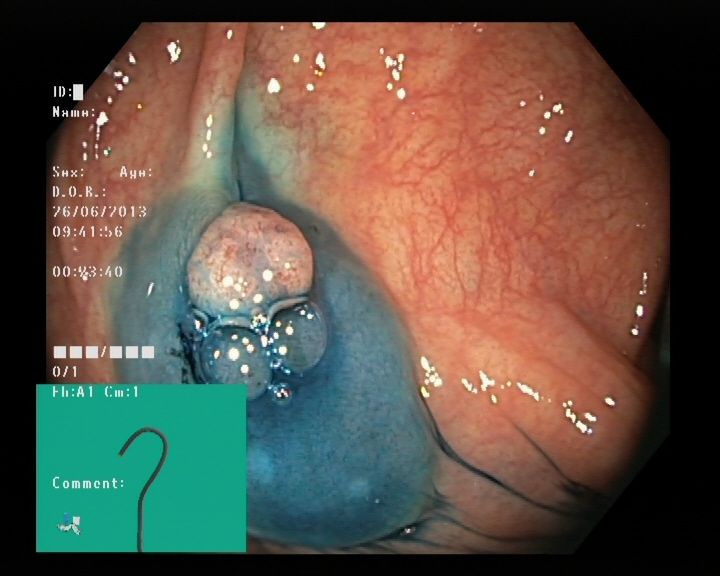 ID:
Name:
Sex: Age:
D.O.B.:
26/06/2013
09:41:56
00:03:40
/
0/1
Eh:A1 Cm:1
Comment: